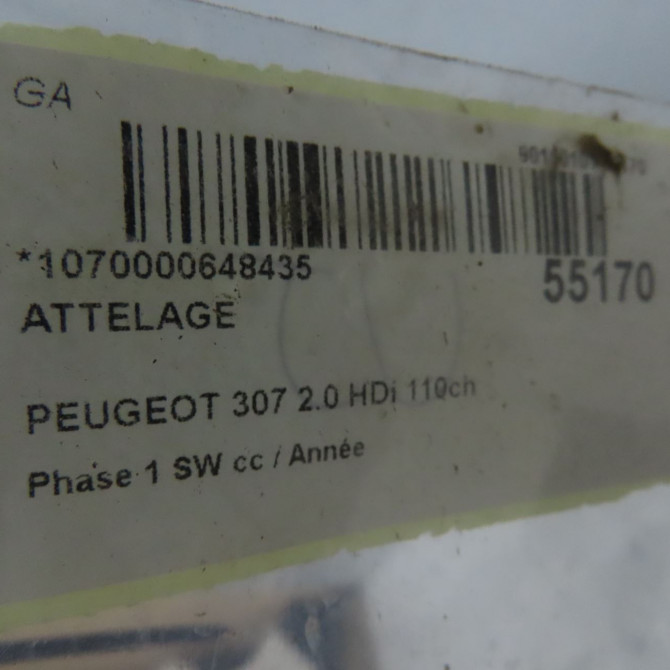 GA
*1070000648435
55170
ATTELAGE
PEUGEOT 307 2.0 HDi 110ch
Phase 1 SW cc / Année